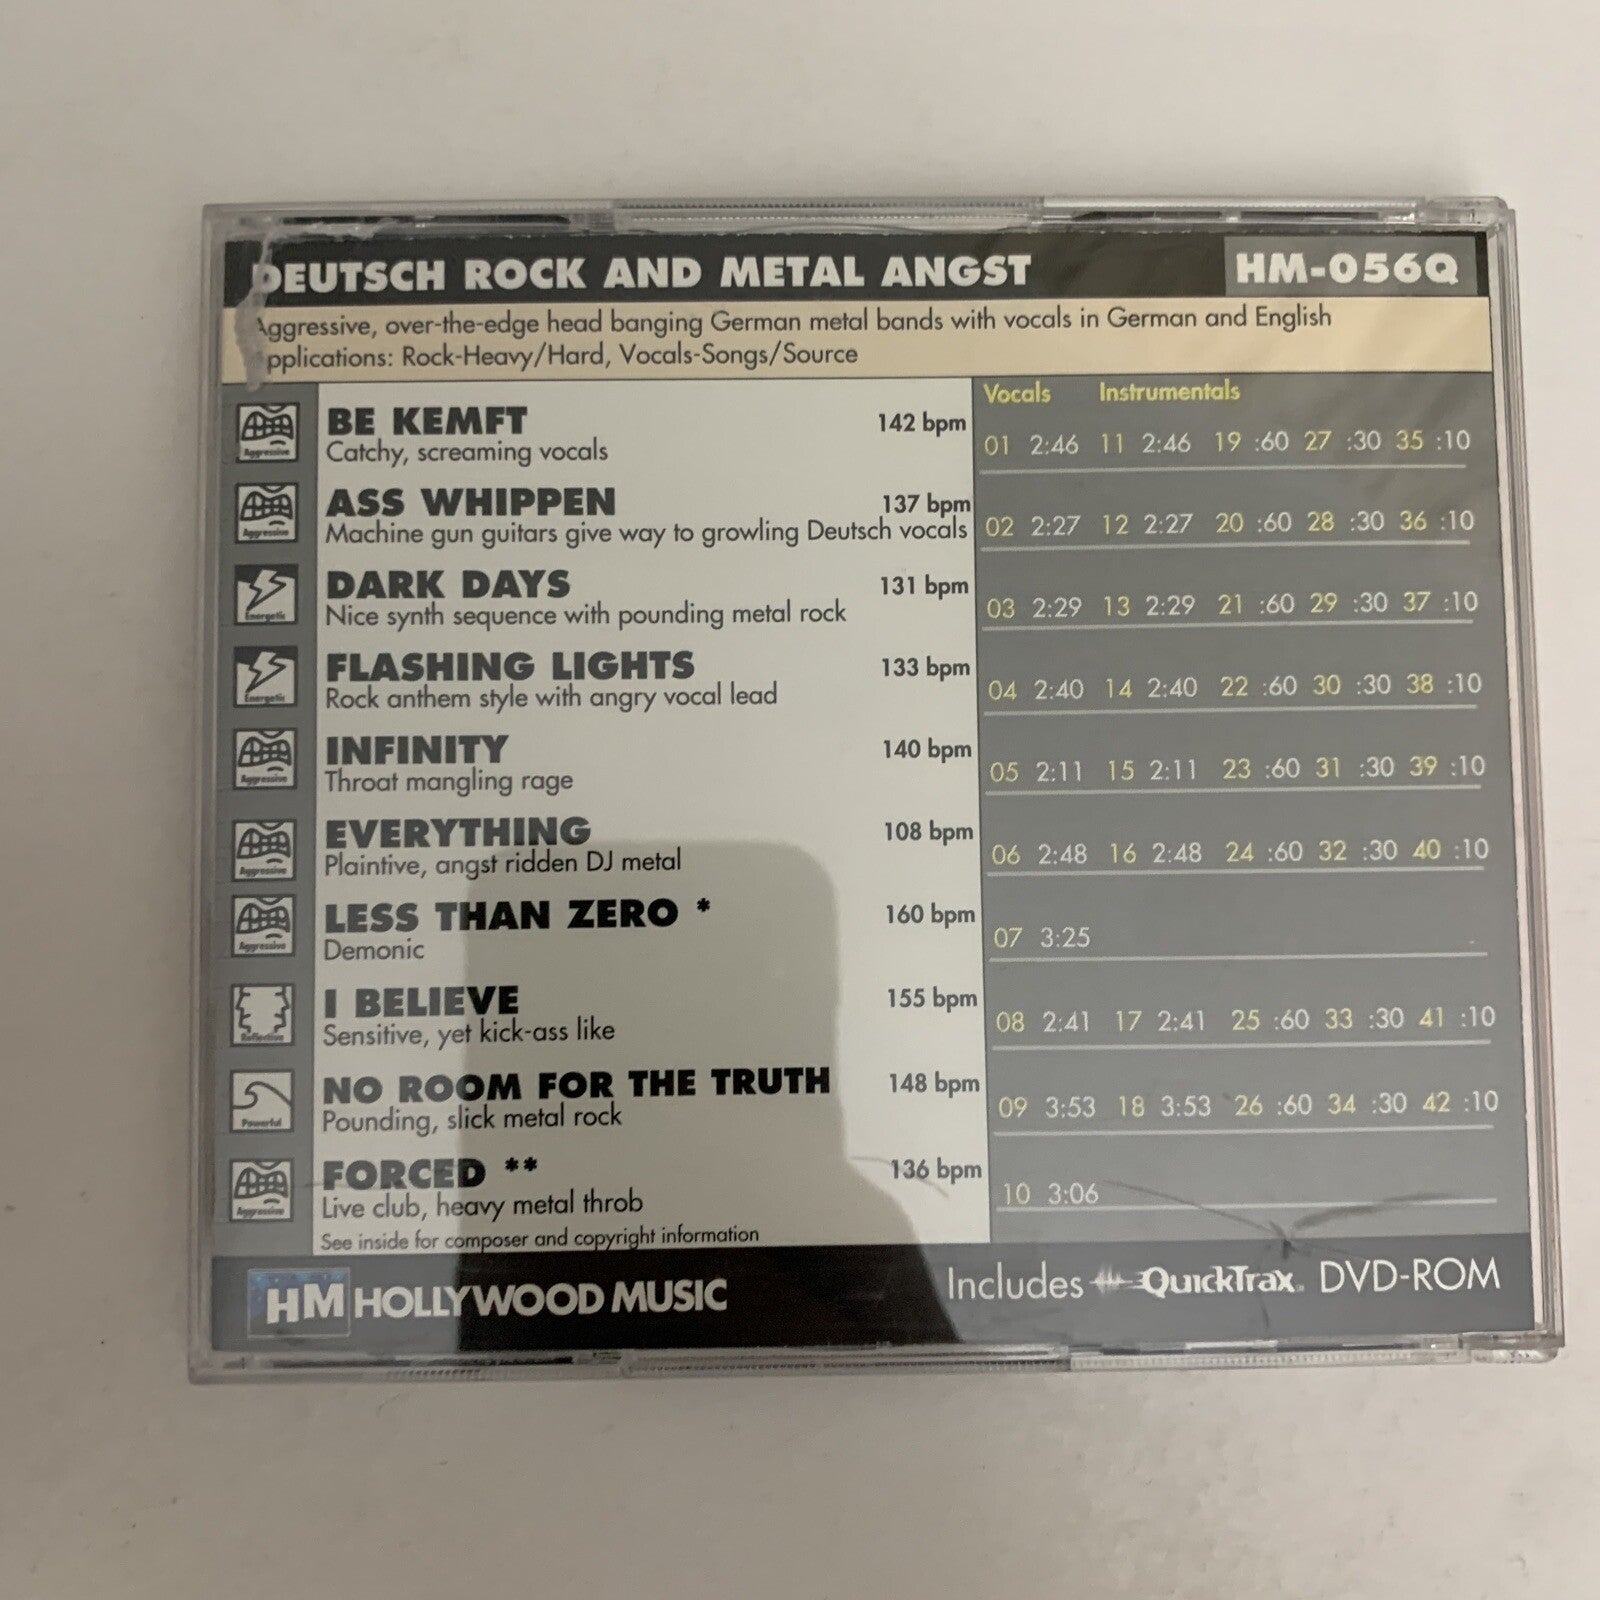 DEUTSCH ROCK AND METAL ANGST HM-056Q
Aggressive, over-the-edge head banging German metal bands with vocals in German and English
Applications: Rock-Heavy/Hard, Vocals-Songs/Source
Vocals Instrumentals
Aggressive
BE KEMFT 142 bpm
Catchy, screaming vocals
01 2:46 11 2:46 19 :60 27 :30 35 :10
Aggressive
ASS WHIPPEN 137 bpm
Machine gun guitars give way to growling Deutsch vocals
02 2:27 12 2:27 20 :60 28 :30 36 :10
Energetic
DARK DAYS 131 bpm
Nice synth sequence with pounding metal rock
03 2:29 13 2:29 21 :60 29 :30 37 :10
Energetic
FLASHING LIGHTS 133 bpm
Rock anthem style with angry vocal lead
04 2:40 14 2:40 22 :60 30 :30 38 :10
Aggressive
INFINITY 140 bpm
Throat mangling rage
05 2:11 15 2:11 23 :60 31 :30 39 :10
Aggressive
EVERYTHING 108 bpm
Plaintive, angst ridden DJ metal
06 2:48 16 2:48 24 :60 32 :30 40 :10
Aggressive
LESS THAN ZERO * 160 bpm
Demonic
07 3:25
Reflective
I BELIEVE 155 bpm
Sensitive, yet kick-ass like
08 2:41 17 2:41 25 :60 33 :30 41 :10
Powerful
NO ROOM FOR THE TRUTH 148 bpm
Pounding, slick metal rock
09 3:53 18 3:53 26 :60 34 :30 42 :10
Aggressive
FORCED ** 136 bpm
Live club, heavy metal throb
10 3:06
See inside for composer and copyright information
HM HOLLYWOOD MUSIC
Includes QuickTrax DVD-ROM